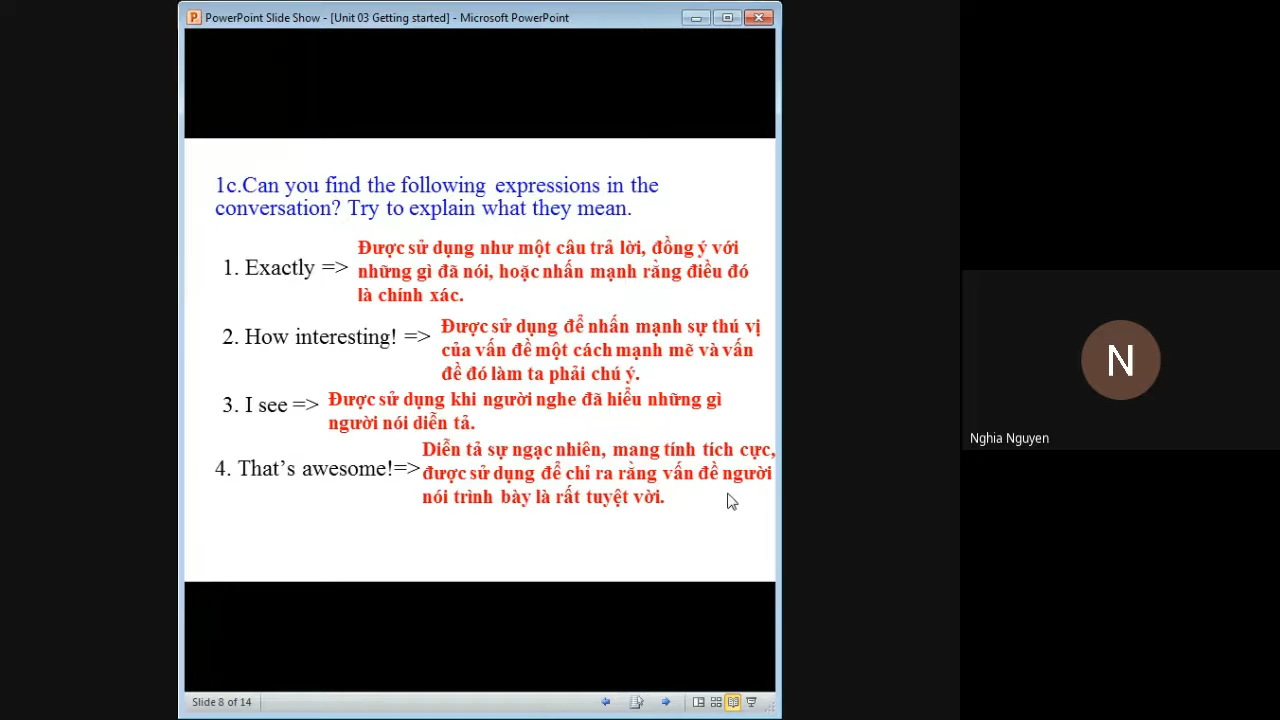 PowerPoint Slide Show - [Unit 03 Getting started] - Microsoft PowerPoint
1c.Can you find the following expressions in the
conversation? Try to explain what they mean.
1. Exactly =>
Được sử dụng như một câu trả lời, đồng ý với
những gì đã nói, hoặc nhấn mạnh rằng điều đó
là chính xác.
2. How interesting! =>
Được sử dụng để nhấn mạnh sự thú vị
của vấn đề một cách mạnh mẽ và vấn
đề đó làm ta phải chú ý.
3. I see =>
Được sử dụng khi người nghe đã hiểu những gì
người nói diễn tả.
4. That’s awesome!=>
Diễn tả sự ngạc nhiên, mang tính tích cực,
được sử dụng để chỉ ra rằng vấn đề người
nói trình bày là rất tuyệt vời.
N
Nghia Nguyen
Slide 8 of 14